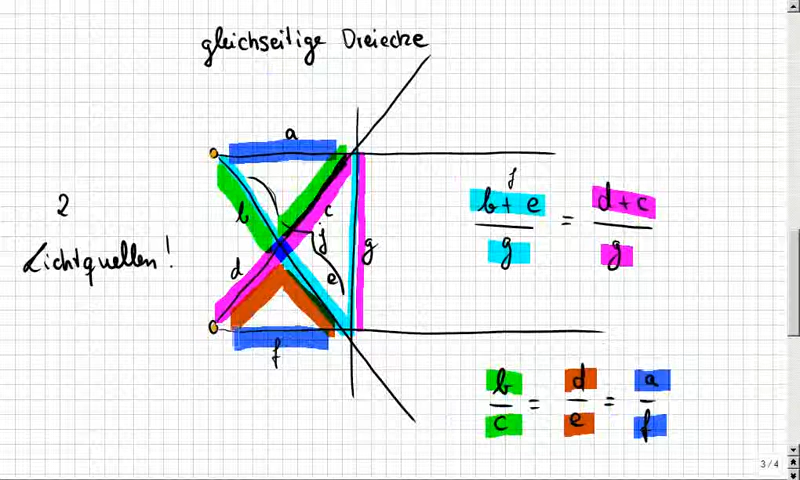 gleichseitige Dreiecke
a
2
Lichtquellen!
b
c
j
d
e
g
f
j
b + e / g = d + c / g
b / c = d / e = a / f
3 / 4